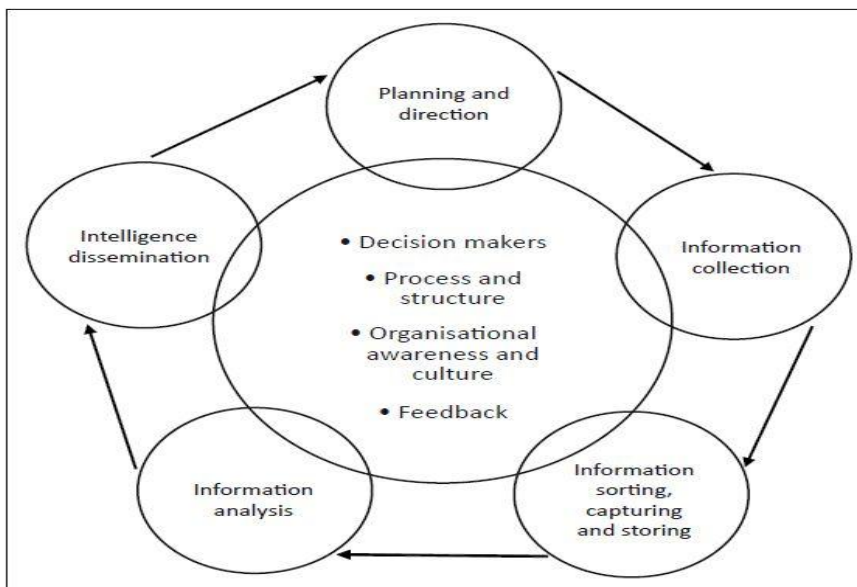 Planning and
direction
Information
collection
Information
sorting,
capturing
and storing
Information
analysis
Intelligence
dissemination
• Decision makers
• Process and
structure
• Organisational
awareness and
culture
• Feedback